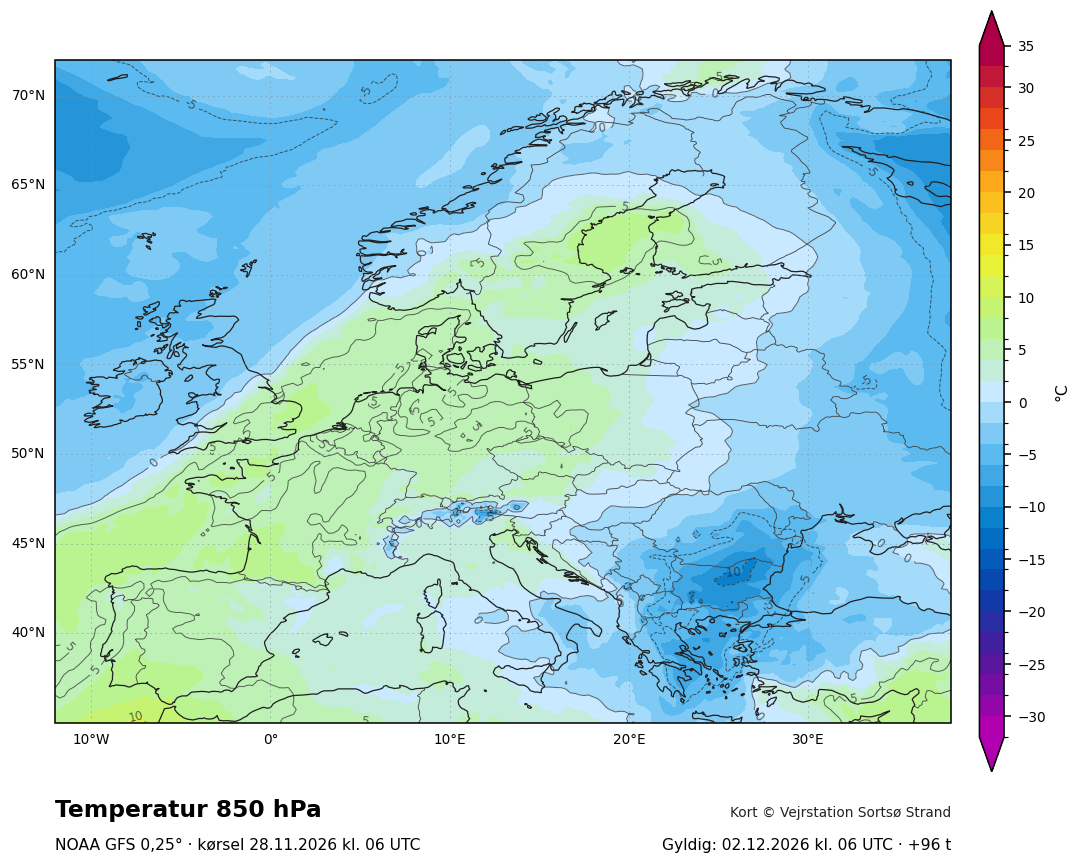 70°N
65°N
60°N
55°N
50°N
45°N
40°N
10°W
0°
10°E
20°E
30°E
35
30
25
20
15
10
5
0
−5
−10
−15
−20
−25
−30
°C
Temperatur 850 hPa
Kort © Vejrstation Sortsø Strand
NOAA GFS 0,25° · kørsel 28.11.2026 kl. 06 UTC
Gyldig: 02.12.2026 kl. 06 UTC · +96 t